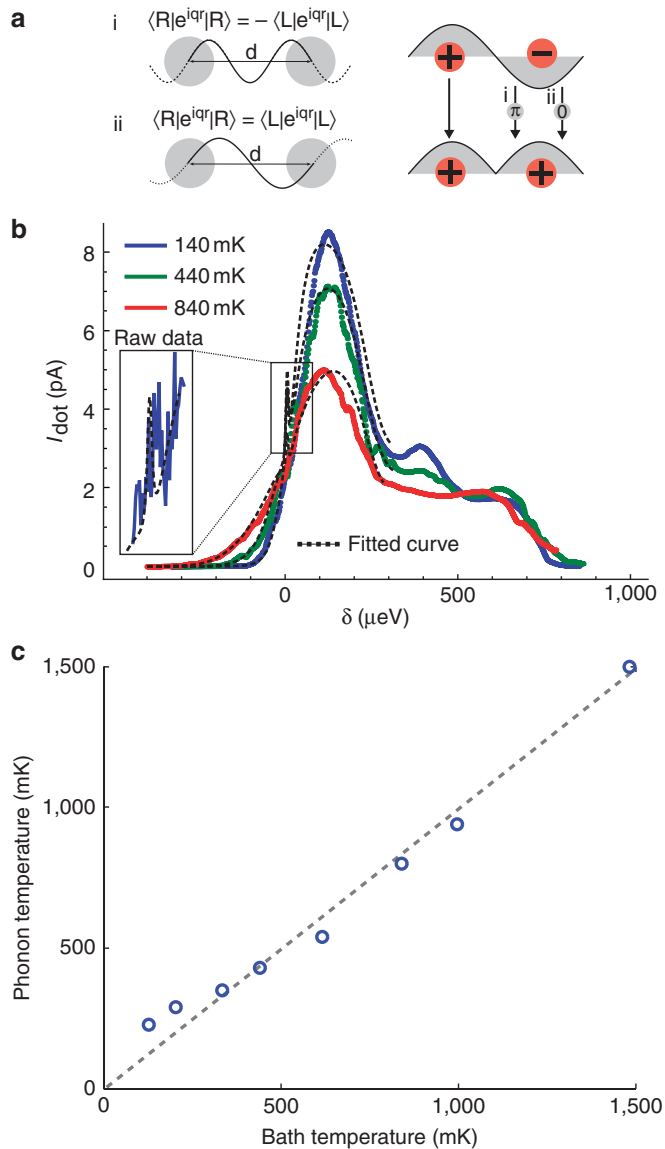 a
i
⟨R|e^iqr|R⟩ = − ⟨L|e^iqr|L⟩
d
ii
⟨R|e^iqr|R⟩ = ⟨L|e^iqr|L⟩
d
+
−
i
π
ii
0
+
+
b
140 mK
440 mK
840 mK
Raw data
Fitted curve
8
6
4
2
0
I_dot (pA)
0
500
1,000
δ (μeV)
c
1,500
1,000
500
0
Phonon temperature (mK)
0
500
1,000
1,500
Bath temperature (mK)